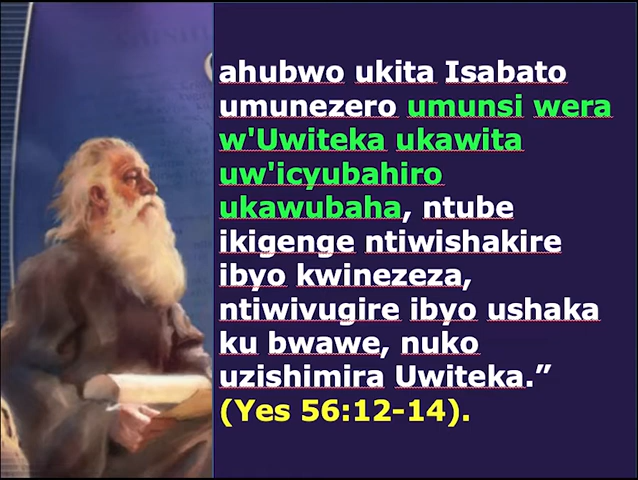 ahubwo ukita Isabato
umunezero umunsi wera
w'Uwiteka ukawita
uw'icyubahiro
ukawubaha, ntube
ikigenge ntiwishakire
ibyo kwinezeza,
ntiwivugire ibyo ushaka
ku bwawe, nuko
uzishimira Uwiteka.”
(Yes 56:12-14).